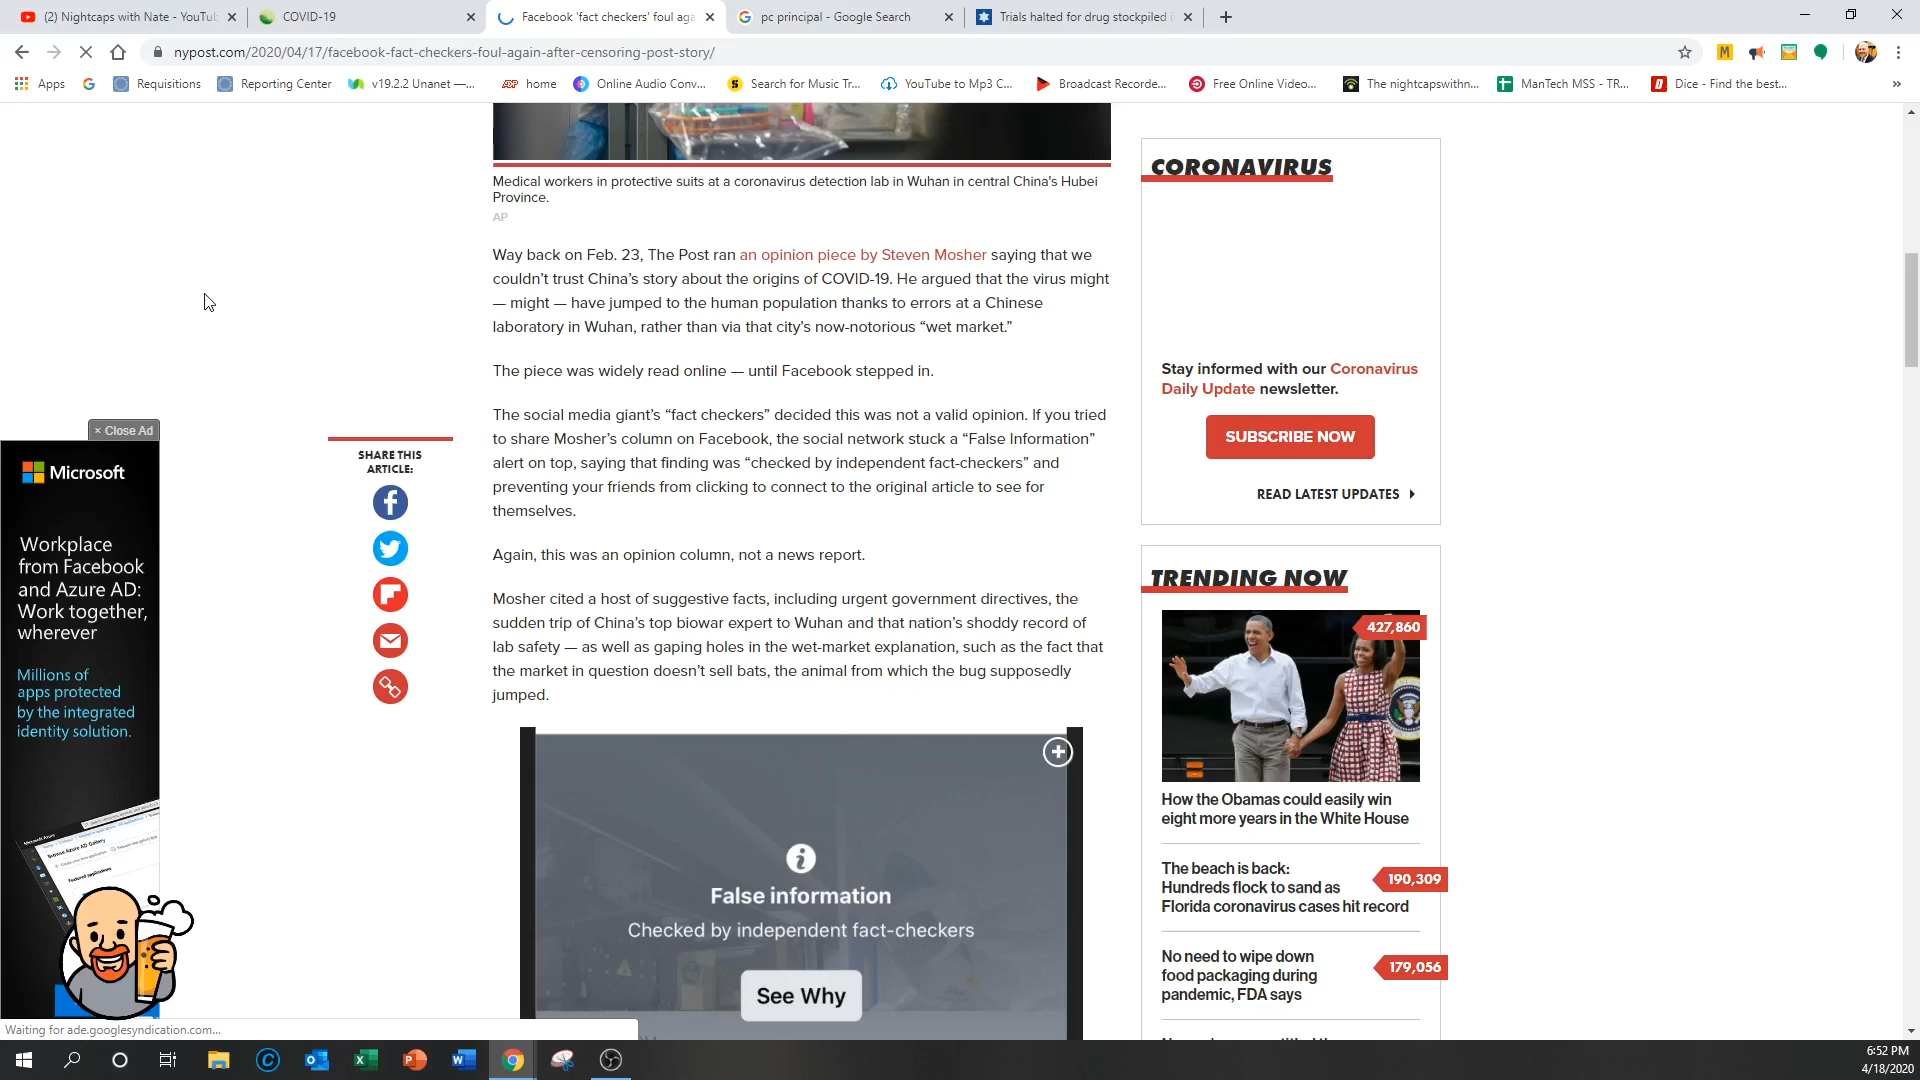 (2) Nightcaps with Nate - YouTub
COVID-19
Facebook 'fact checkers' foul aga
pc principal - Google Search
Trials halted for drug stockpiled i
nypost.com/2020/04/17/facebook-fact-checkers-foul-again-after-censoring-post-story/
Apps
Requisitions
Reporting Center
v19.2.2 Unanet —...
ADP home
Online Audio Conv...
Search for Music Tr...
YouTube to Mp3 C...
Broadcast Recorde...
Free Online Video...
The nightcapswithn...
ManTech MSS - TR...
Dice - Find the best...
»
Medical workers in protective suits at a coronavirus detection lab in Wuhan in central China's Hubei
Province.
AP
Way back on Feb. 23, The Post ran an opinion piece by Steven Mosher saying that we
couldn't trust China's story about the origins of COVID-19. He argued that the virus might
— might — have jumped to the human population thanks to errors at a Chinese
laboratory in Wuhan, rather than via that city's now-notorious “wet market.”
The piece was widely read online — until Facebook stepped in.
The social media giant's “fact checkers” decided this was not a valid opinion. If you tried
to share Mosher's column on Facebook, the social network stuck a “False Information”
alert on top, saying that finding was “checked by independent fact-checkers” and
preventing your friends from clicking to connect to the original article to see for
themselves.
Again, this was an opinion column, not a news report.
Mosher cited a host of suggestive facts, including urgent government directives, the
sudden trip of China's top biowar expert to Wuhan and that nation's shoddy record of
lab safety — as well as gaping holes in the wet-market explanation, such as the fact that
the market in question doesn't sell bats, the animal from which the bug supposedly
jumped.
False information
Checked by independent fact-checkers
See Why
SHARE THIS
ARTICLE:
× Close Ad
Microsoft
Workplace
from Facebook
and Azure AD:
Work together,
wherever
Millions of
apps protected
by the integrated
identity solution.
CORONAVIRUS
Stay informed with our Coronavirus
Daily Update newsletter.
SUBSCRIBE NOW
READ LATEST UPDATES
TRENDING NOW
427,860
How the Obamas could easily win
eight more years in the White House
The beach is back:
Hundreds flock to sand as
Florida coronavirus cases hit record
190,309
No need to wipe down
food packaging during
pandemic, FDA says
179,056
Waiting for ade.googlesyndication.com...
6:52 PM
4/18/2020